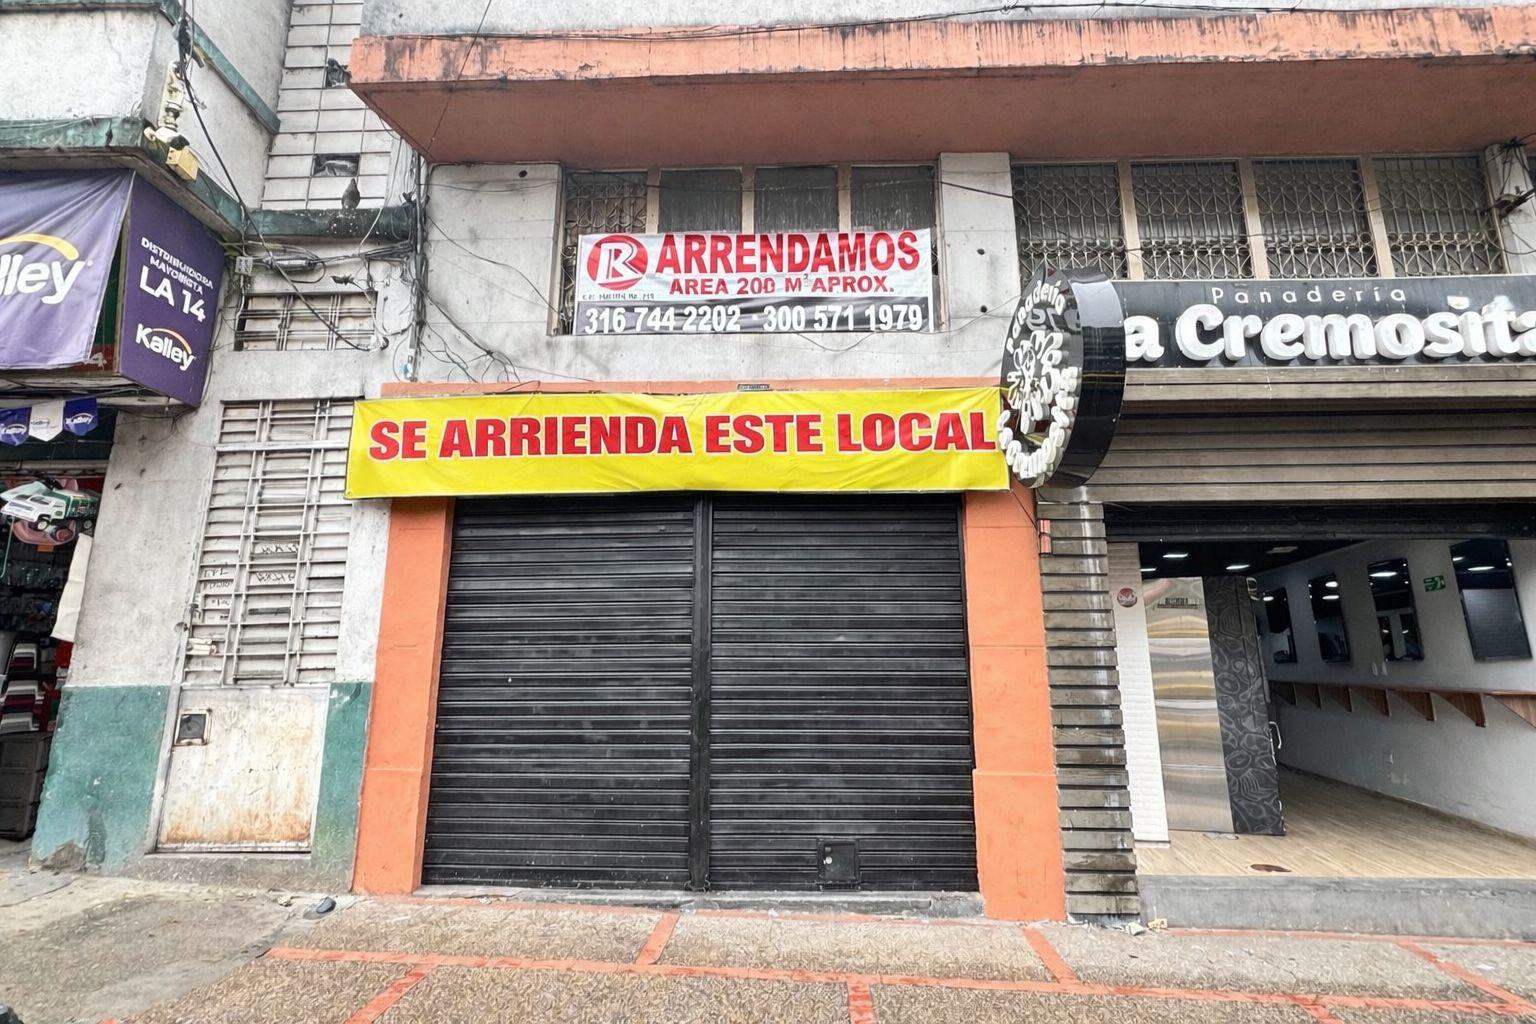 alley
DISTRIBUIDORA
MAYORISTA
LA 14
Kalley
R ARRENDAMOS
AREA 200 M² APROX.
316 744 2202 - 300 571 1979
SE ARRIENDA ESTE LOCAL
Panadería
a Cremosita